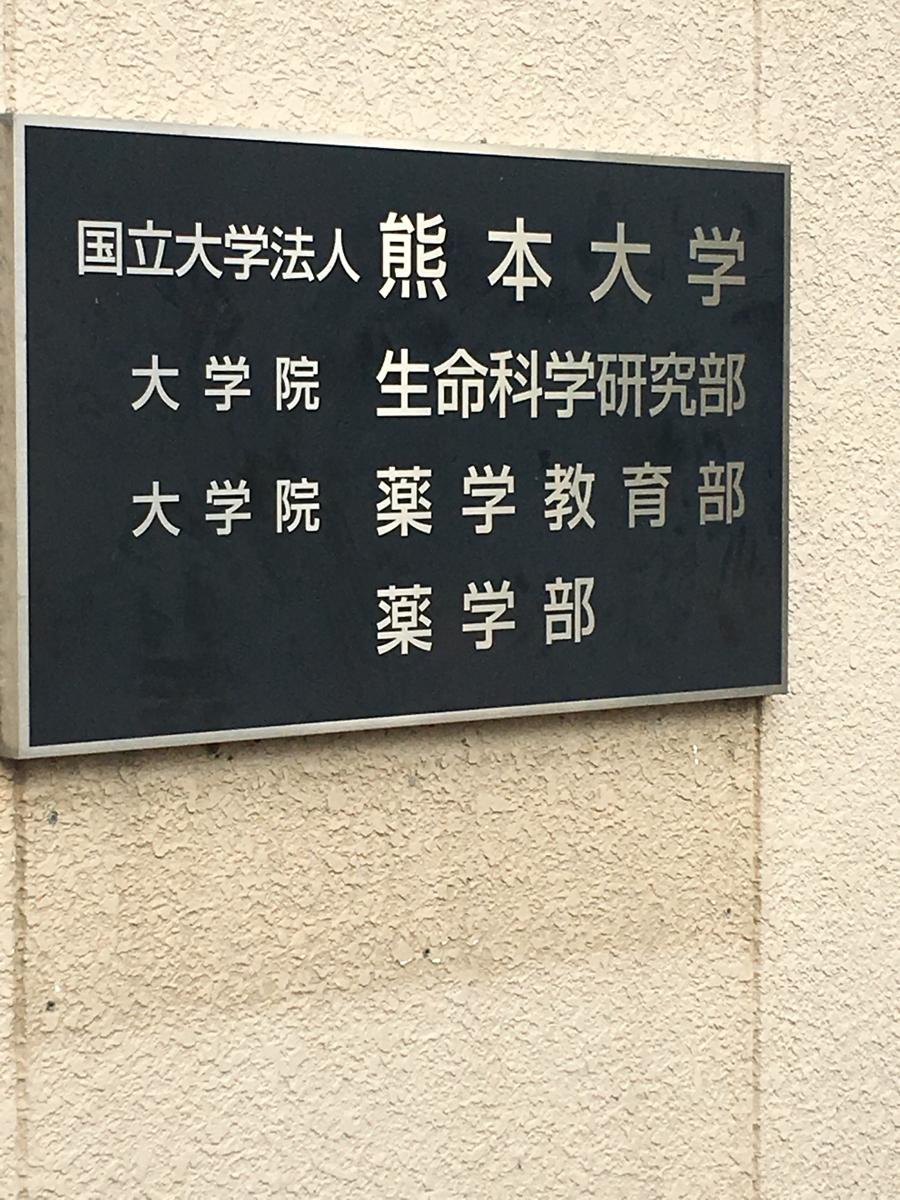 国立大学法人 熊本大学
大学院 生命科学研究部
大学院 薬学教育部
薬学部